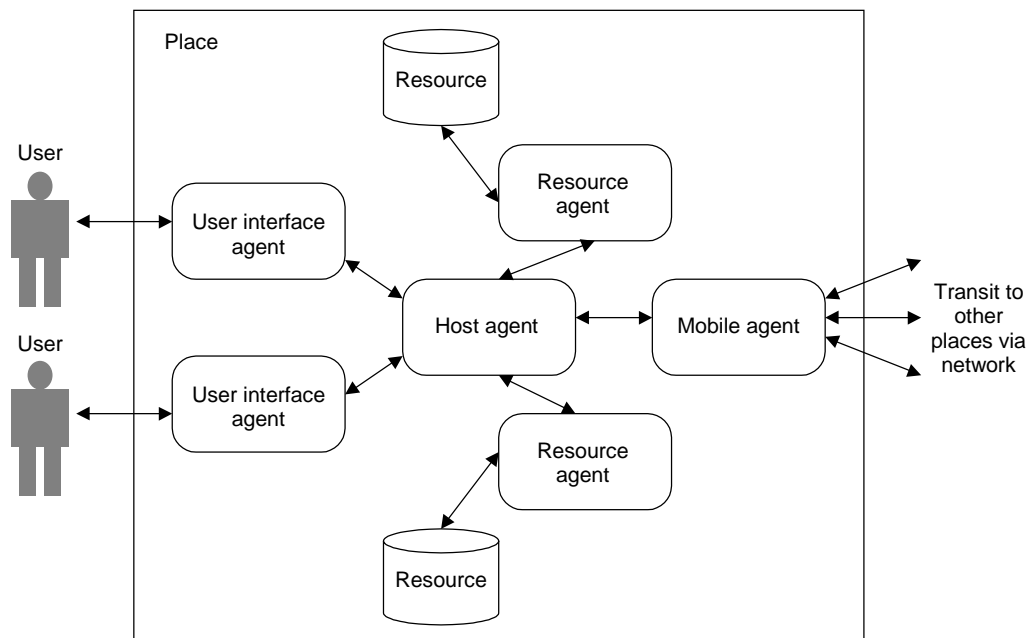 Place
Resource
User
Resource
agent
User interface
agent
Host agent
Mobile agent
Transit to
other
places via
network
User
User interface
agent
Resource
agent
Resource